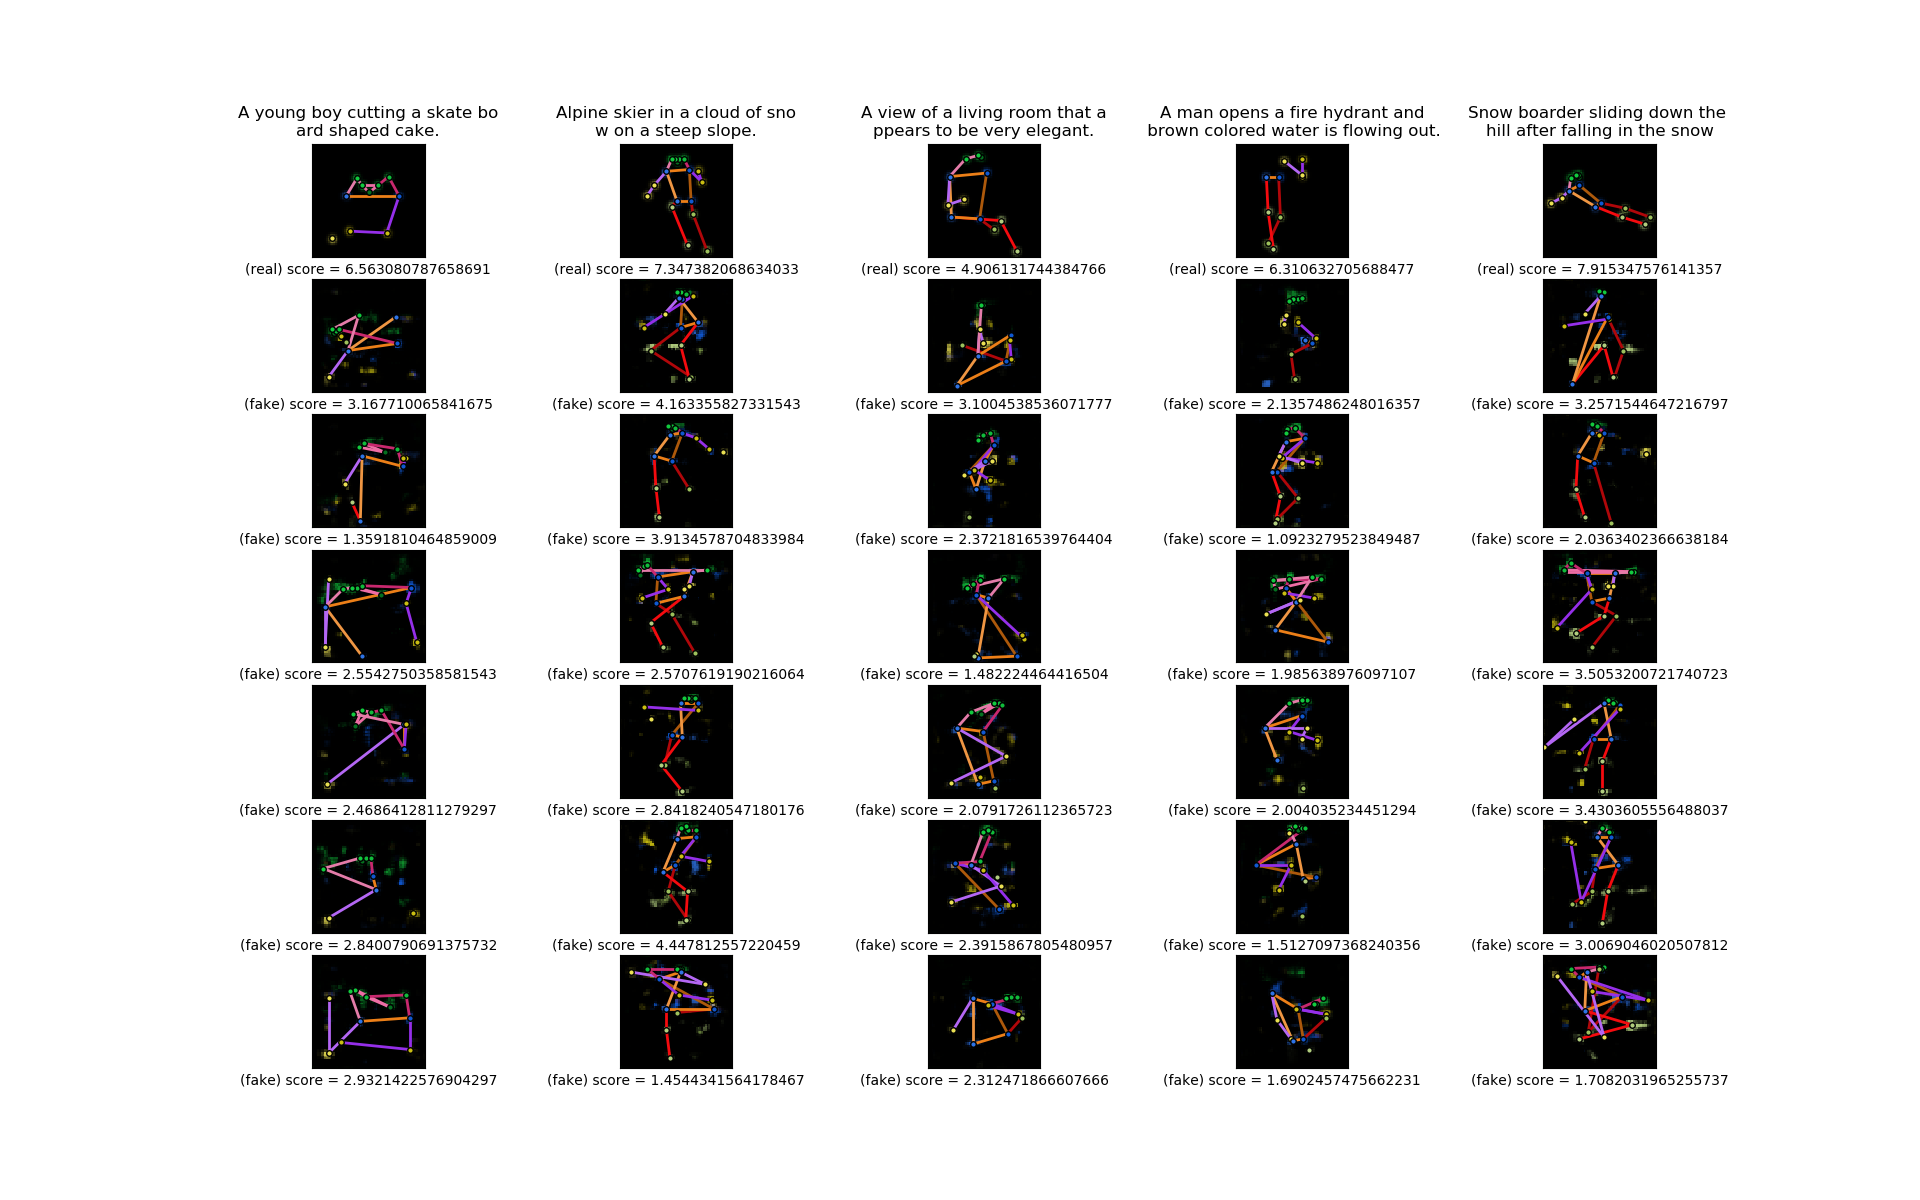 A young boy cutting a skate bo
ard shaped cake.
Alpine skier in a cloud of sno
w on a steep slope.
A view of a living room that a
ppears to be very elegant.
A man opens a fire hydrant and
brown colored water is flowing out.
Snow boarder sliding down the
hill after falling in the snow
(real) score = 6.563080787658691
(real) score = 7.347382068634033
(real) score = 4.906131744384766
(real) score = 6.310632705688477
(real) score = 7.915347576141357
(fake) score = 3.167710065841675
(fake) score = 4.163355827331543
(fake) score = 3.1004538536071777
(fake) score = 2.1357486248016357
(fake) score = 3.2571544647216797
(fake) score = 1.3591810464859009
(fake) score = 3.9134578704833984
(fake) score = 2.3721816539764404
(fake) score = 1.0923279523849487
(fake) score = 2.0363402366638184
(fake) score = 2.5542750358581543
(fake) score = 2.5707619190216064
(fake) score = 1.482224464416504
(fake) score = 1.985638976097107
(fake) score = 3.5053200721740723
(fake) score = 2.4686412811279297
(fake) score = 2.8418240547180176
(fake) score = 2.0791726112365723
(fake) score = 2.004035234451294
(fake) score = 3.4303605556488037
(fake) score = 2.8400790691375732
(fake) score = 4.447812557220459
(fake) score = 2.3915867805480957
(fake) score = 1.5127097368240356
(fake) score = 3.0069046020507812
(fake) score = 2.9321422576904297
(fake) score = 1.4544341564178467
(fake) score = 2.312471866607666
(fake) score = 1.6902457475662231
(fake) score = 1.7082031965255737